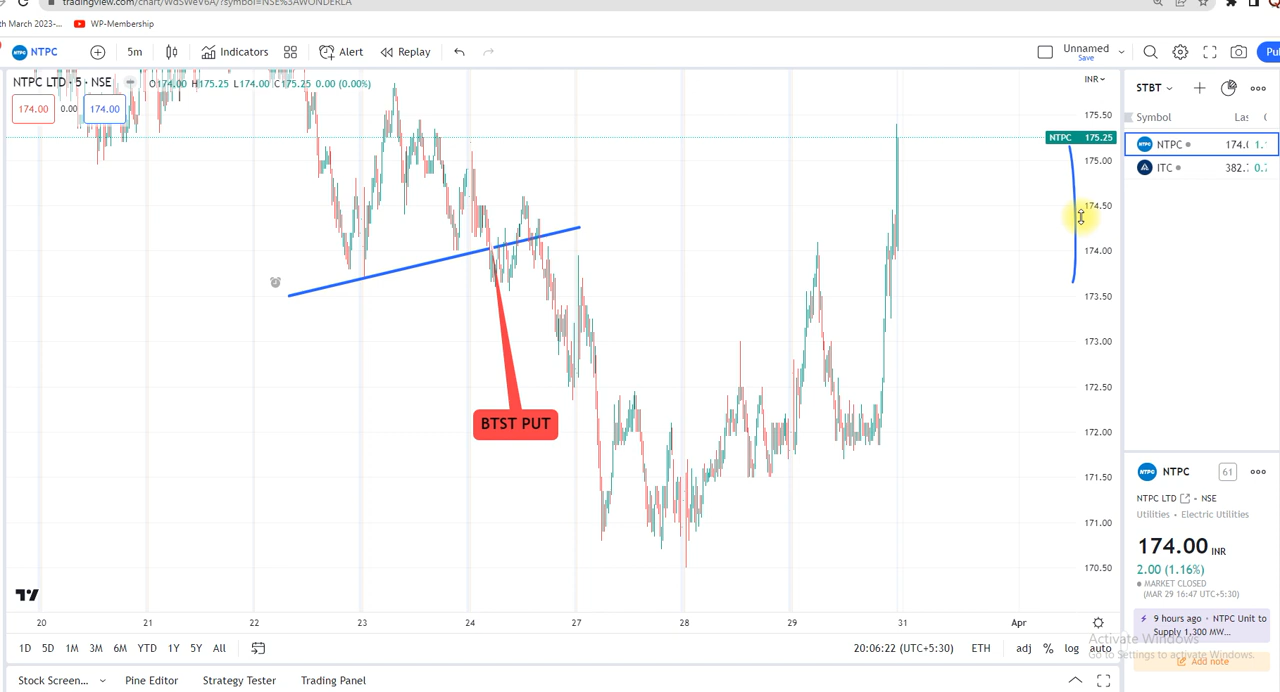 tradingview.com/chart/WdSWeV6A/?symbol=NSE%3AWONDERLA
th March 2023-...
WP-Membership
NTPC
5m
Indicators
Alert
Replay
Unnamed
Save
NTPC LTD · 5 · NSE
O174.00 H175.25 L174.00 C175.25 0.00 (0.00%)
174.00
0.00
174.00
INR
175.50
NTPC 175.25
175.00
174.50
174.00
173.50
173.00
172.50
172.00
171.50
171.00
170.50
BTST PUT
20 21 22 23 24 27 28 29 31 Apr
1D 5D 1M 3M 6M YTD 1Y 5Y All
20:06:22 (UTC+5:30)
ETH
adj % log auto
Stock Screen...
Pine Editor
Strategy Tester
Trading Panel
STBT
Symbol
NTPC
ITC
NTPC
61
NTPC LTD · NSE
Utilities • Electric Utilities
174.00 INR
2.00 (1.16%)
MARKET CLOSED
(MAR 29 16:47 UTC+5:30)
9 hours ago · NTPC Unit to
Supply 1,300 MW...
Add note
Activate Windows
Go to Settings to activate Windows.